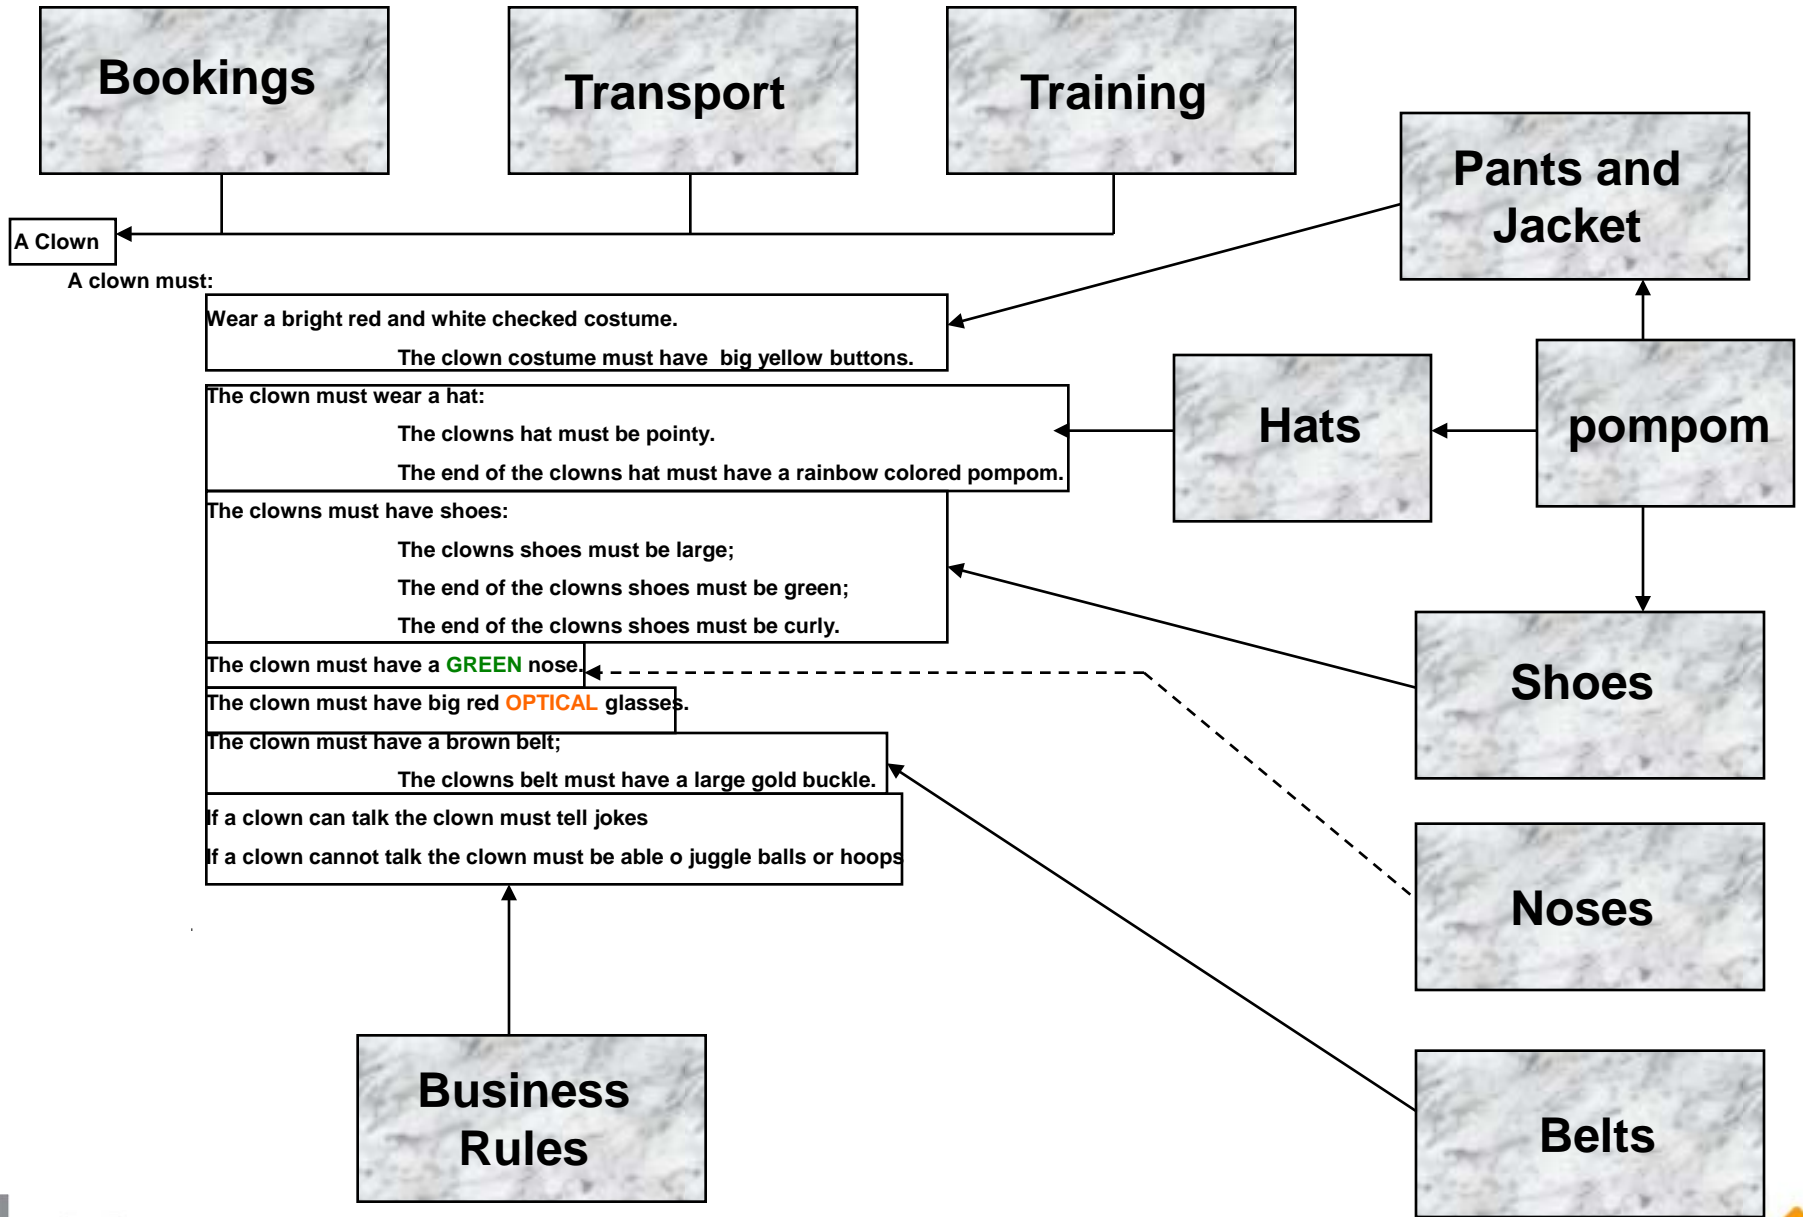 Bookings
Transport
Training
Pants and
Jacket
A Clown
A clown must:
Wear a bright red and white checked costume.
The clown costume must have  big yellow buttons.
The clown must wear a hat:
The clowns hat must be pointy.
The end of the clowns hat must have a rainbow colored pompom.
Hats
pompom
The clowns must have shoes:
The clowns shoes must be large;
The end of the clowns shoes must be green;
The end of the clowns shoes must be curly.
The clown must have a GREEN nose.
The clown must have big red OPTICAL glasses.
The clown must have a brown belt;
The clowns belt must have a large gold buckle.
If a clown can talk the clown must tell jokes
If a clown cannot talk the clown must be able o juggle balls or hoops
Shoes
Noses
Business
Rules
Belts